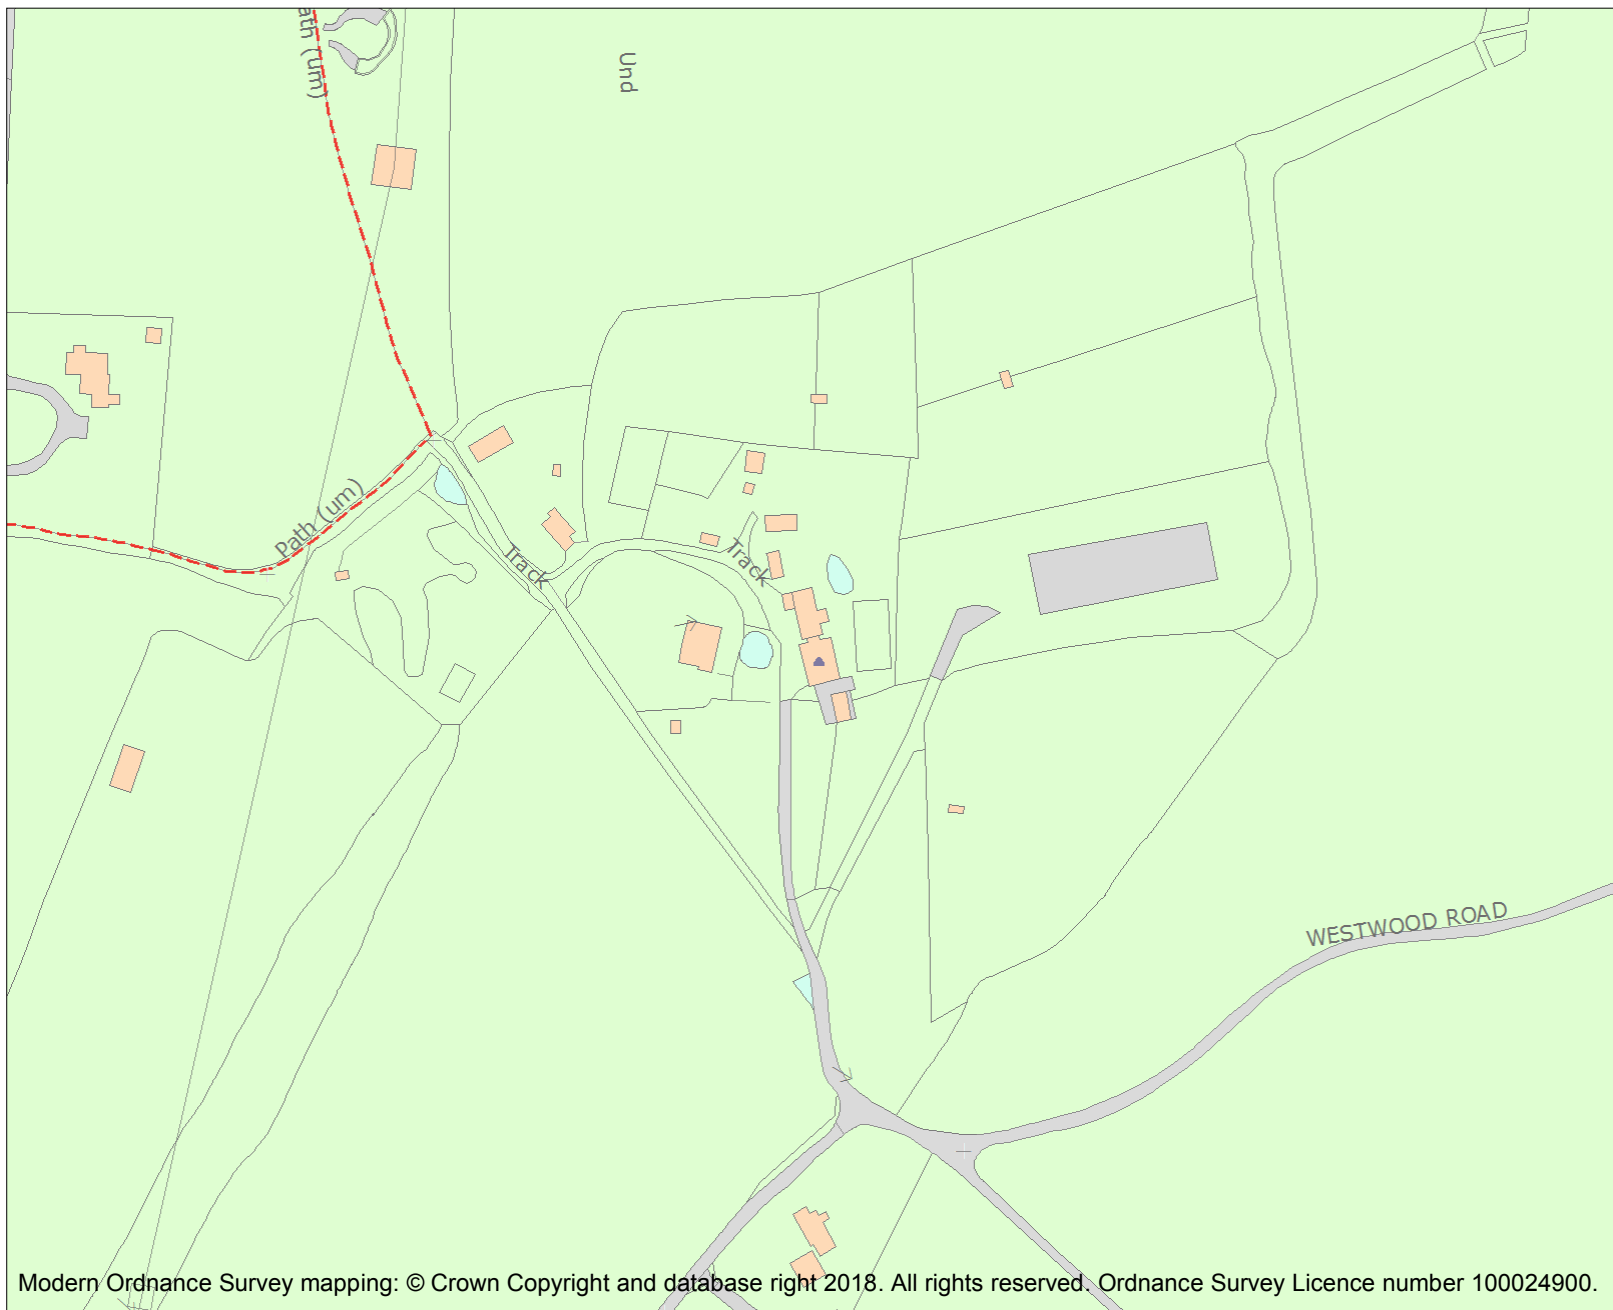 ath (um)
Und
Path (um)
Track
Track
WESTWOOD ROAD
Modern Ordnance Survey mapping: © Crown Copyright and database right 2018. All rights reserved. Ordnance Survey Licence number 100024900.